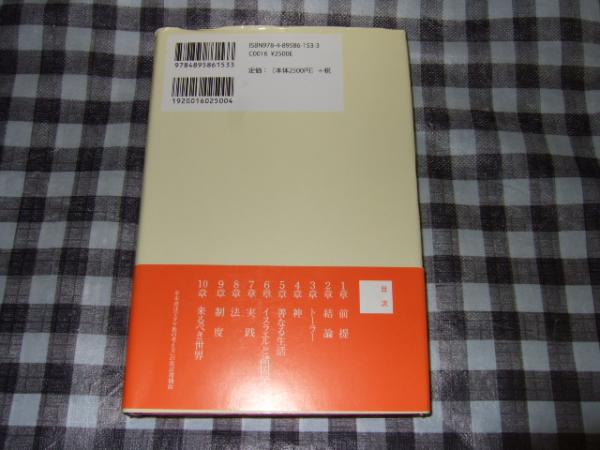 ISBN978-4-89586-153-3
C0016 ¥2500E
定価：（本体2500円）+税
9784895861533
1920016025004
目次
1章 前提
2章 結論
3章 トーラー
4章 神
5章 善なる生活
6章 イスラエルと諸国民
7章 実践
8章 法
9章 制度
10章 来るべき世界